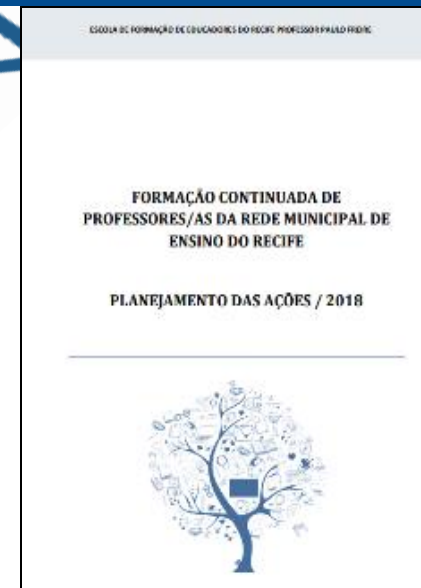 ESCOLA DE FORMAÇÃO DE EDUCADORES DO RECIFE PROFESSOR PAULO FREIRE
FORMAÇÃO CONTINUADA DE
PROFESSORES/AS DA REDE MUNICIPAL DE
ENSINO DO RECIFE
PLANEJAMENTO DAS AÇÕES / 2018